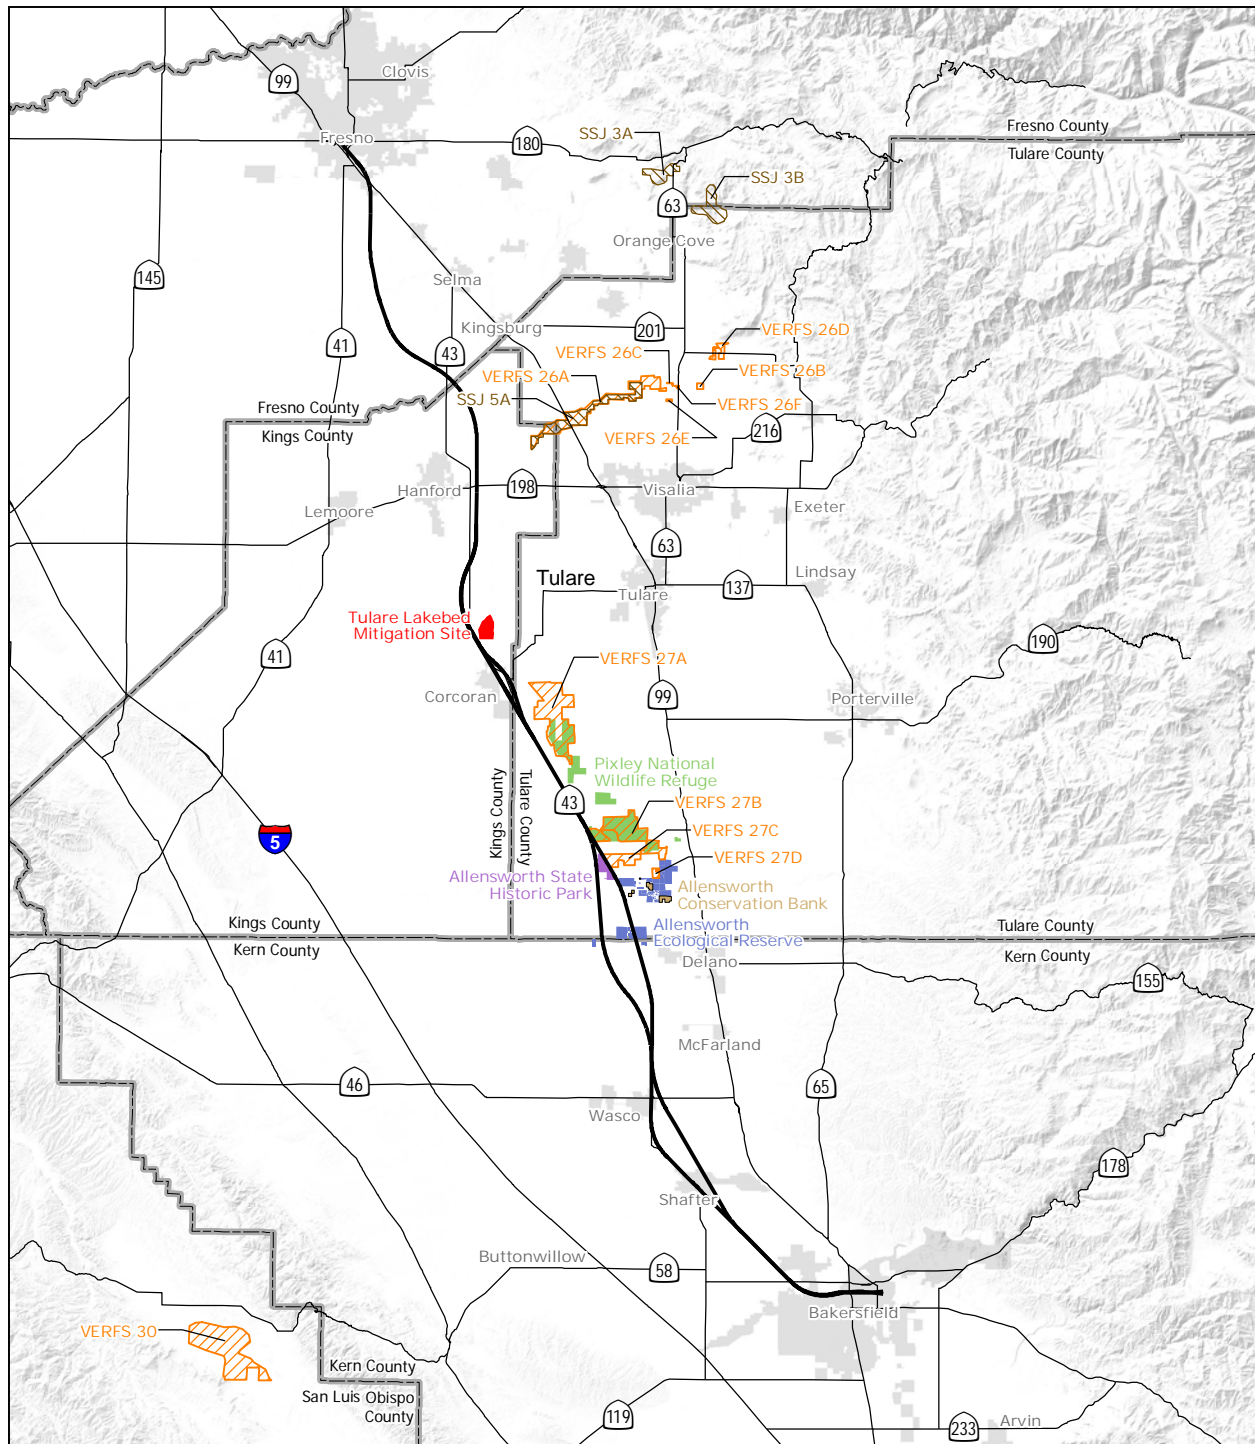 Clovis
99
Fresno
180
SSJ 3A
Fresno County
Tulare County
SSJ 3B
63
Orange Cove
145
Selma
41
43
Kingsburg
201
VERFS 26D
VERFS 26C
VERFS 26A
VERFS 26B
SSJ 5A
VERFS 26F
Fresno County
Kings County
VERFS 26E
216
Hanford
198
Visalia
Lemoore
Exeter
63
Lindsay
Tulare
137
Tulare
Tulare Lakebed
Mitigation Site
190
41
VERFS 27A
Corcoran
99
Porterville
Pixley National
Wildlife Refuge
Kings County
Tulare County
43
VERFS 27B
5
VERFS 27C
VERFS 27D
Allensworth State
Historic Park
Allensworth
Conservation Bank
Allensworth
Ecological Reserve
Kings County
Kern County
Tulare County
Kern County
Delano
155
McFarland
46
65
Wasco
178
Shafter
Buttonwillow
58
Bakersfield
VERFS 30
Kern County
San Luis Obispo
County
119
233
Arvin